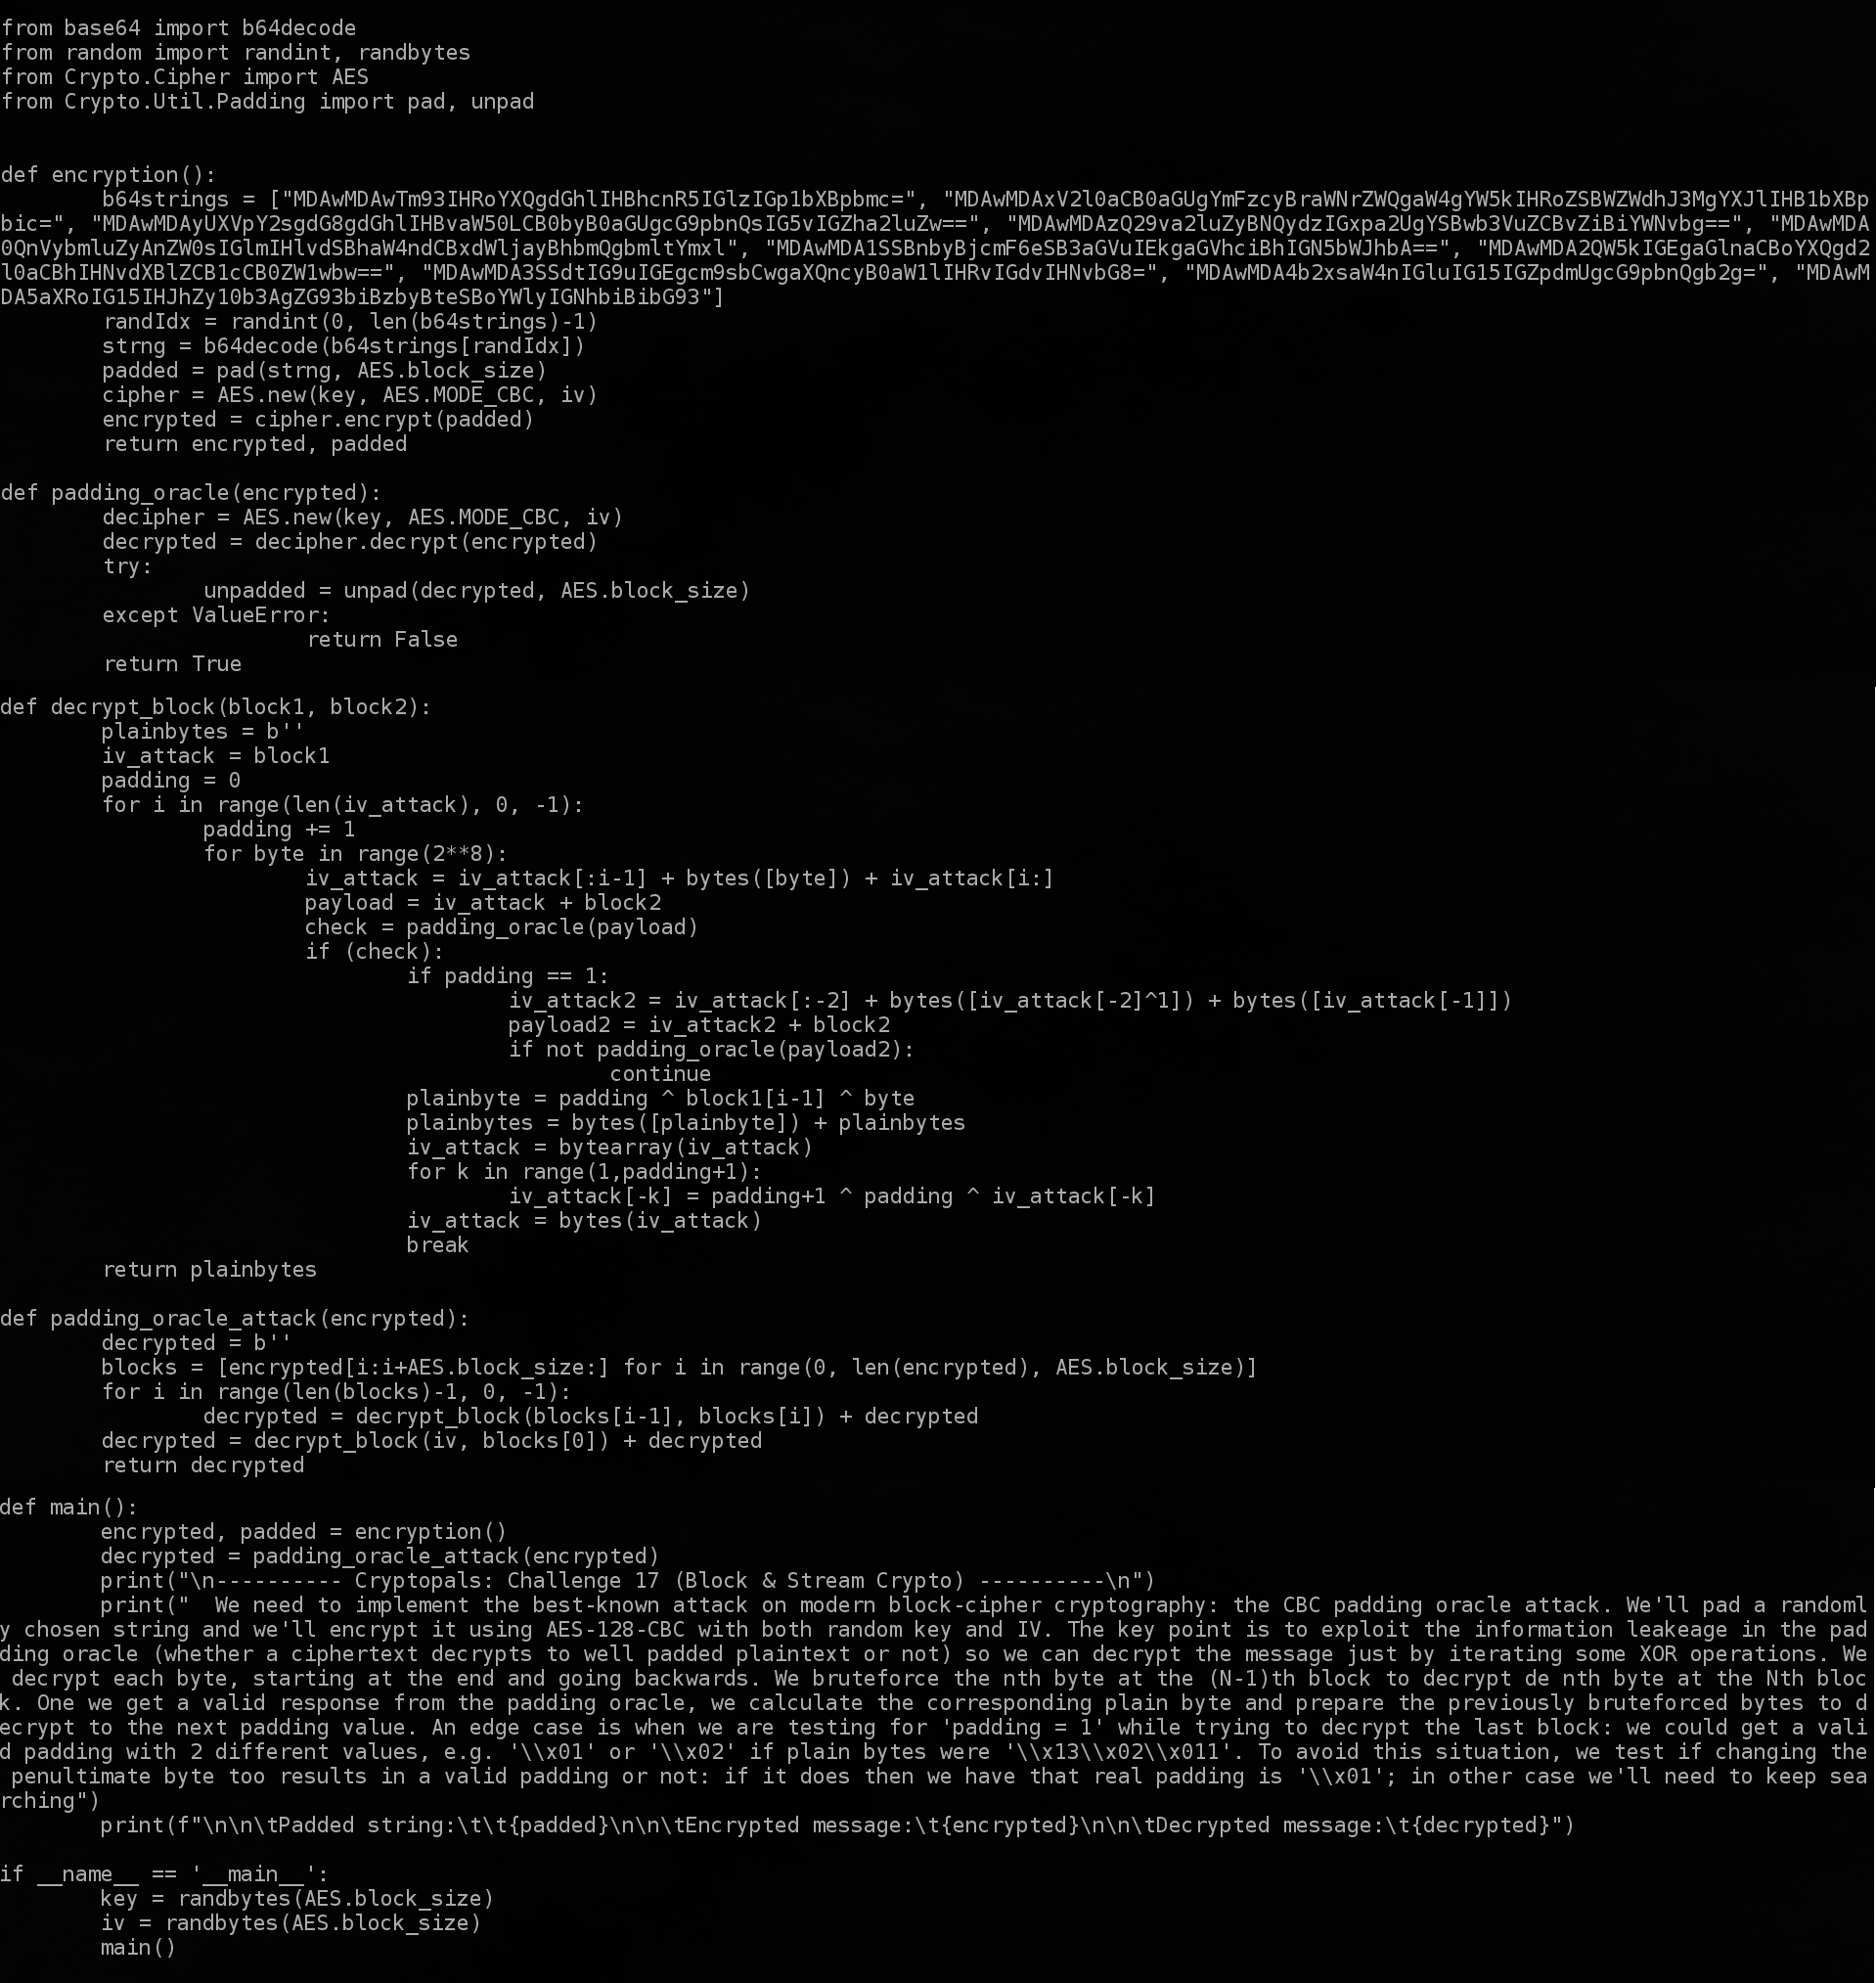 from base64 import b64decode
from random import randint, randbytes
from Crypto.Cipher import AES
from Crypto.Util.Padding import pad, unpad
def encryption():
        b64strings = ["MDAwMDAwTm93IHRoYXQgdGhlIHBhcnR5IGlzIGp1bXBpbmc=", "MDAwMDAxV2l0aCB0aGUgYmFzcyBraWNrZWQgaW4gYW5kIHRoZSBWZWdhJ3MgYXJlIHB1bXBp
bic=", "MDAwMDAyUXVpY2sgdG8gdGhlIHBvaW50LCB0byB0aGUgcG9pbnQsIG5vIGZha2luZw==", "MDAwMDAzQ29va2luZyBNQydzIGxpa2UgYSBwb3VuZCBvZiBiYWNvbg==", "MDAwMDA
0QnVybmluZyAnZW0sIGlmIHlvdSBhaW4ndCBxdWljayBhbmQgbmltYmxl", "MDAwMDA1SSBnbyBjcmF6eSB3aGVuIEkgaGVhciBhIGN5bWJhbA==", "MDAwMDA2QW5kIGEgaGlnaCBoYXQgd2
l0aCBhIHNvdXBlZCB1cCB0ZW1wbw==", "MDAwMDA3SSdtIG9uIGEgcm9sbCwgaXQncyB0aW1lIHRvIGdvIHNvbG8=", "MDAwMDA4b2xsaW4nIGluIG15IGZpdmUgcG9pbnQgb2g=", "MDAwM
DA5aXRoIG15IHJhZy10b3AgZG93biBzbyBteSBoYWlyIGNhbiBibG93"]
        randIdx = randint(0, len(b64strings)-1)
        strng = b64decode(b64strings[randIdx])
        padded = pad(strng, AES.block_size)
        cipher = AES.new(key, AES.MODE_CBC, iv)
        encrypted = cipher.encrypt(padded)
        return encrypted, padded
def padding_oracle(encrypted):
        decipher = AES.new(key, AES.MODE_CBC, iv)
        decrypted = decipher.decrypt(encrypted)
        try:
                unpadded = unpad(decrypted, AES.block_size)
        except ValueError:
                        return False
        return True
def decrypt_block(block1, block2):
        plainbytes = b''
        iv_attack = block1
        padding = 0
        for i in range(len(iv_attack), 0, -1):
                padding += 1
                for byte in range(2**8):
                        iv_attack = iv_attack[:i-1] + bytes([byte]) + iv_attack[i:]
                        payload = iv_attack + block2
                        check = padding_oracle(payload)
                        if (check):
                                if padding == 1:
                                        iv_attack2 = iv_attack[:-2] + bytes([iv_attack[-2]^1]) + bytes([iv_attack[-1]])
                                        payload2 = iv_attack2 + block2
                                        if not padding_oracle(payload2):
                                                continue
                                plainbyte = padding ^ block1[i-1] ^ byte
                                plainbytes = bytes([plainbyte]) + plainbytes
                                iv_attack = bytearray(iv_attack)
                                for k in range(1,padding+1):
                                        iv_attack[-k] = padding+1 ^ padding ^ iv_attack[-k]
                                iv_attack = bytes(iv_attack)
                                break
        return plainbytes
def padding_oracle_attack(encrypted):
        decrypted = b''
        blocks = [encrypted[i:i+AES.block_size:] for i in range(0, len(encrypted), AES.block_size)]
        for i in range(len(blocks)-1, 0, -1):
                decrypted = decrypt_block(blocks[i-1], blocks[i]) + decrypted
        decrypted = decrypt_block(iv, blocks[0]) + decrypted
        return decrypted
def main():
        encrypted, padded = encryption()
        decrypted = padding_oracle_attack(encrypted)
        print("\n---------- Cryptopals: Challenge 17 (Block & Stream Crypto) ----------\n")
        print("  We need to implement the best-known attack on modern block-cipher cryptography: the CBC padding oracle attack. We'll pad a randoml
y chosen string and we'll encrypt it using AES-128-CBC with both random key and IV. The key point is to exploit the information leakeage in the pad
ding oracle (whether a ciphertext decrypts to well padded plaintext or not) so we can decrypt the message just by iterating some XOR operations. We
 decrypt each byte, starting at the end and going backwards. We bruteforce the nth byte at the (N-1)th block to decrypt de nth byte at the Nth bloc
k. One we get a valid response from the padding oracle, we calculate the corresponding plain byte and prepare the previously bruteforced bytes to d
ecrypt to the next padding value. An edge case is when we are testing for 'padding = 1' while trying to decrypt the last block: we could get a vali
d padding with 2 different values, e.g. '\\x01' or '\\x02' if plain bytes were '\\x13\\x02\\x011'. To avoid this situation, we test if changing the
 penultimate byte too results in a valid padding or not: if it does then we have that real padding is '\\x01'; in other case we'll need to keep sea
rching")
        print(f"\n\n\tPadded string:\t\t{padded}\n\n\tEncrypted message:\t{encrypted}\n\n\tDecrypted message:\t{decrypted}")
if __name__ == '__main__':
        key = randbytes(AES.block_size)
        iv = randbytes(AES.block_size)
        main()